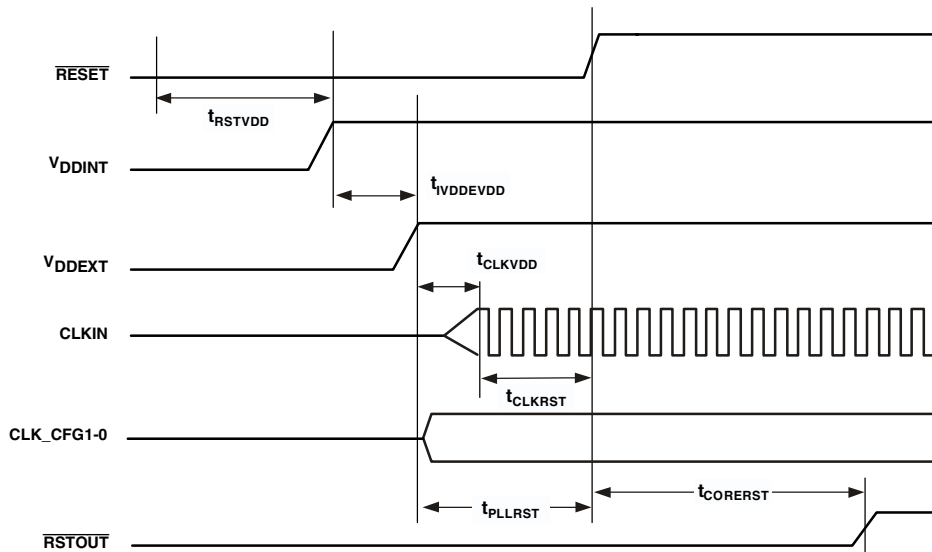 RESET
tRSTVDD
VDDINT
tIVDDEVDD
VDDEXT
tCLKVDD
CLKIN
tCLKRST
CLK_CFG1-0
tCORERST
tPLLRST
RSTOUT